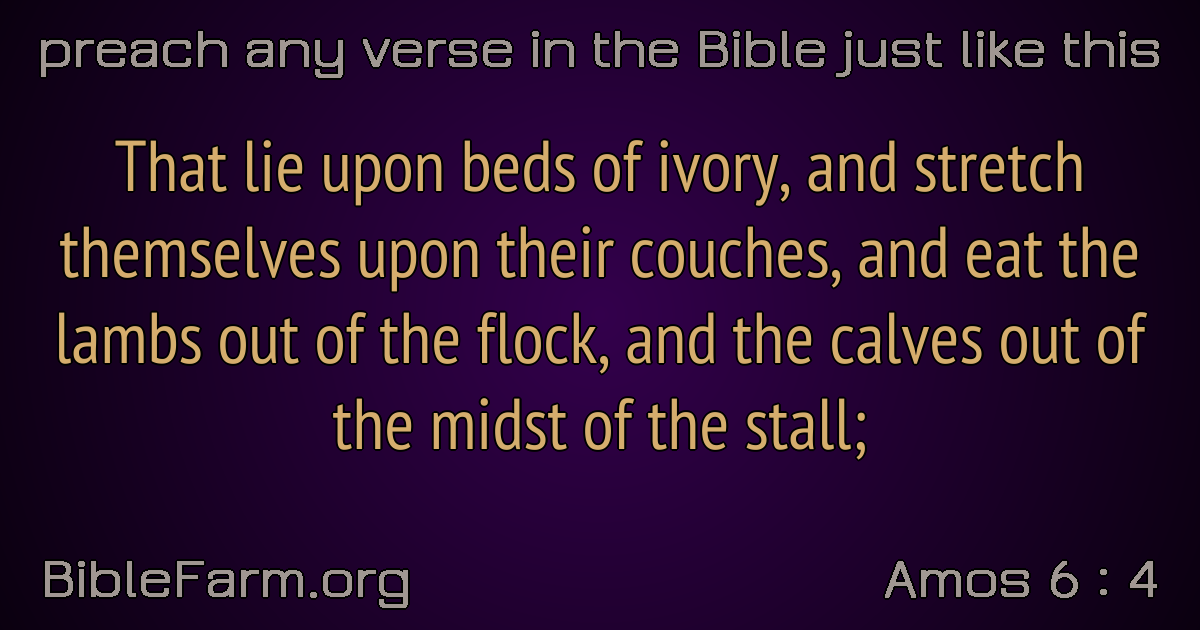 preach any verse in the Bible just like this
That lie upon beds of ivory, and stretch
themselves upon their couches, and eat the
lambs out of the flock, and the calves out of
the midst of the stall;
BibleFarm.org
Amos 6 : 4